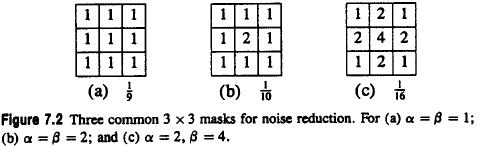 1 1 1
1 1 1
1 1 1
(a) 1/9
1 1 1
1 2 1
1 1 1
(b) 1/10
1 2 1
2 4 2
1 2 1
(c) 1/16
Figure 7.2 Three common 3 × 3 masks for noise reduction. For (a) α = β = 1;
(b) α = β = 2; and (c) α = 2, β = 4.